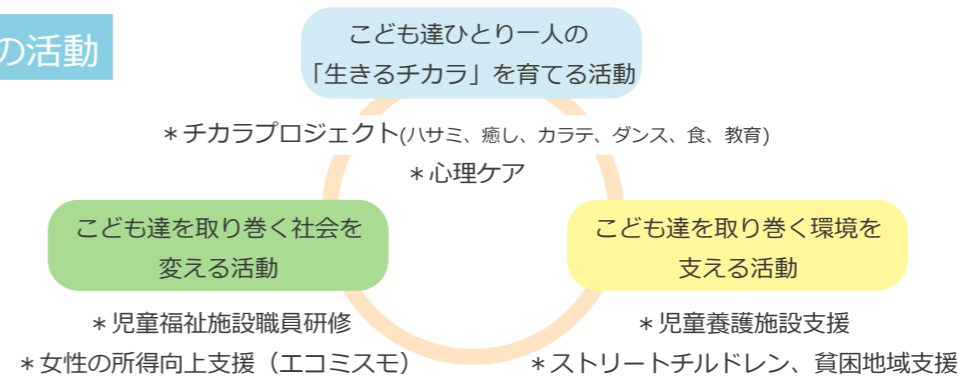 の活動
こども達ひとり一人の
「生きるチカラ」を育てる活動
＊チカラプロジェクト(ハサミ、癒し、カラテ、ダンス、食、教育)
＊心理ケア
こども達を取り巻く社会を
変える活動
＊児童福祉施設職員研修
＊女性の所得向上支援（エコミスモ）
こども達を取り巻く環境を
支える活動
＊児童養護施設支援
＊ストリートチルドレン、貧困地域支援